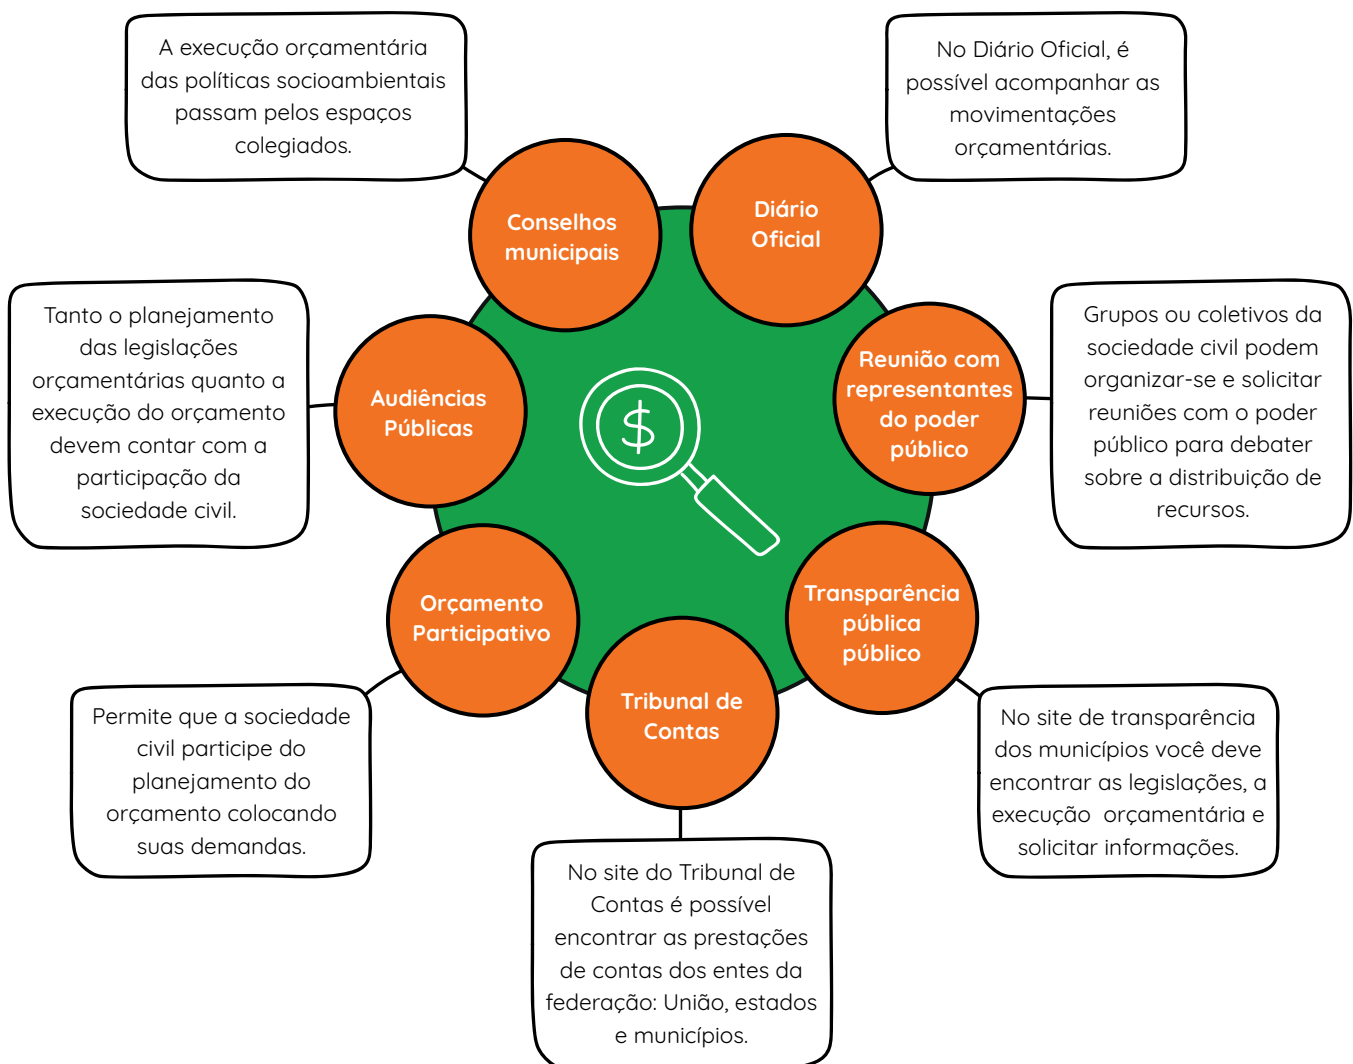 A execução orçamentária
das políticas socioambientais
passam pelos espaços
colegiados.
No Diário Oficial, é
possível acompanhar as
movimentações
orçamentárias.
Conselhos
municipais
Diário
Oficial
Tanto o planejamento
das legislações
orçamentárias quanto a
execução do orçamento
devem contar com a
participação da
sociedade civil.
Audiências
Públicas
$
Reunião com
representantes
do poder
público
Grupos ou coletivos da
sociedade civil podem
organizar-se e solicitar
reuniões com o poder
público para debater
sobre a distribuição de
recursos.
Orçamento
Participativo
Transparência
pública
público
Tribunal de
Contas
Permite que a sociedade
civil participe do
planejamento do
orçamento colocando
suas demandas.
No site de transparência
dos municípios você deve
encontrar as legislações, a
execução  orçamentária e
solicitar informações.
No site do Tribunal de
Contas é possível
encontrar as prestações
de contas dos entes da
federação: União, estados
e municípios.